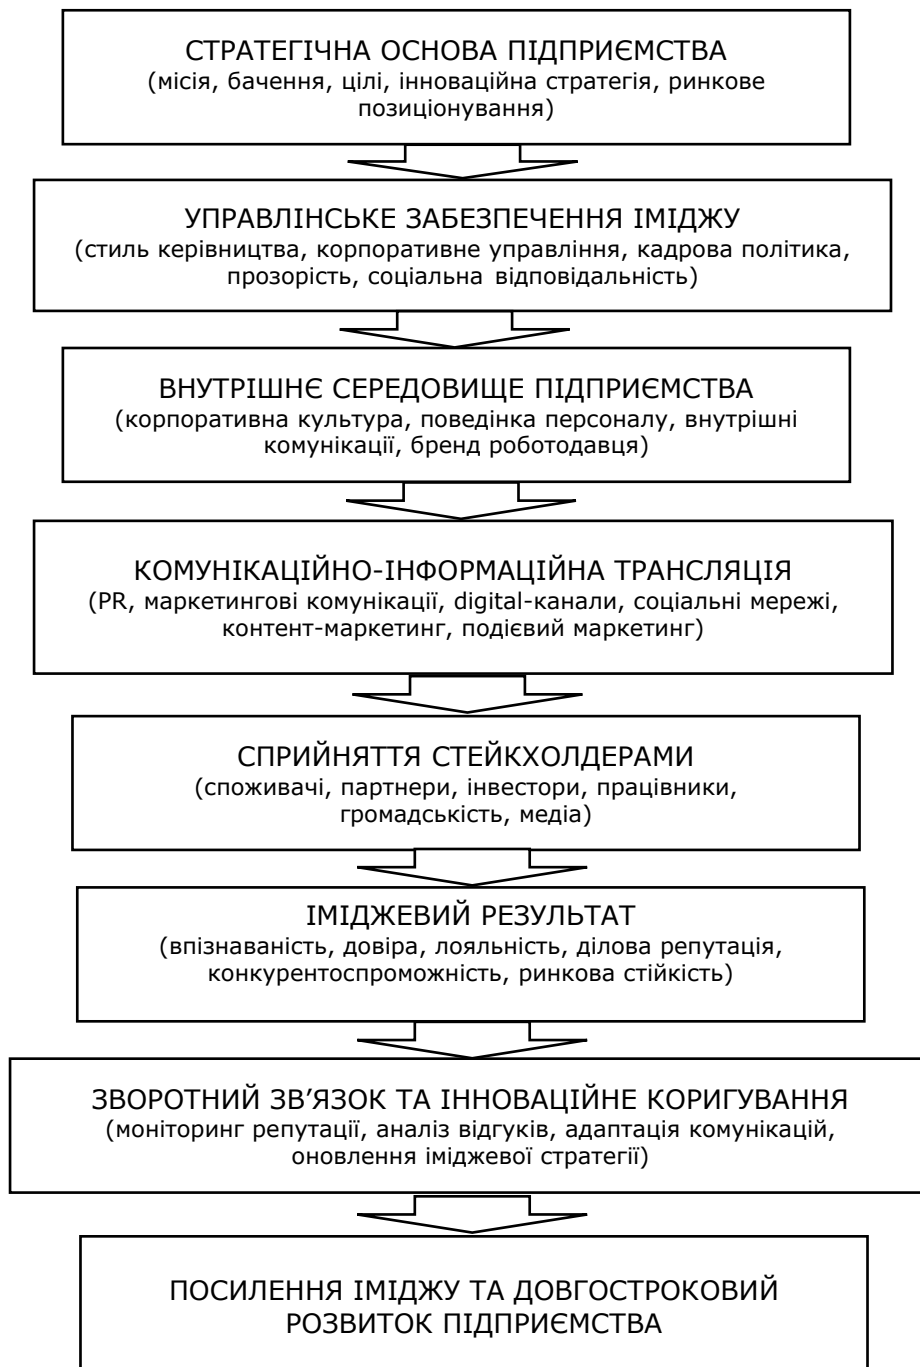 СТРАТЕГІЧНА ОСНОВА ПІДПРИЄМСТВА
(місія, бачення, цілі, інноваційна стратегія, ринкове
позиціонування)
УПРАВЛІНСЬКЕ ЗАБЕЗПЕЧЕННЯ ІМІДЖУ
(стиль керівництва, корпоративне управління, кадрова політика,
прозорість, соціальна відповідальність)
ВНУТРІШНЄ СЕРЕДОВИЩЕ ПІДПРИЄМСТВА
(корпоративна культура, поведінка персоналу, внутрішні
комунікації, бренд роботодавця)
КОМУНІКАЦІЙНО-ІНФОРМАЦІЙНА ТРАНСЛЯЦІЯ
(PR, маркетингові комунікації, digital-канали, соціальні мережі,
контент-маркетинг, подієвий маркетинг)
СПРИЙНЯТТЯ СТЕЙКХОЛДЕРАМИ
(споживачі, партнери, інвестори, працівники,
громадськість, медіа)
ІМІДЖЕВИЙ РЕЗУЛЬТАТ
(впізнаваність, довіра, лояльність, ділова репутація,
конкурентоспроможність, ринкова стійкість)
ЗВОРОТНИЙ ЗВ’ЯЗОК ТА ІННОВАЦІЙНЕ КОРИГУВАННЯ
(моніторинг репутації, аналіз відгуків, адаптація комунікацій,
оновлення іміджевої стратегії)
ПОСИЛЕННЯ ІМІДЖУ ТА ДОВГОСТРОКОВИЙ
РОЗВИТОК ПІДПРИЄМСТВА